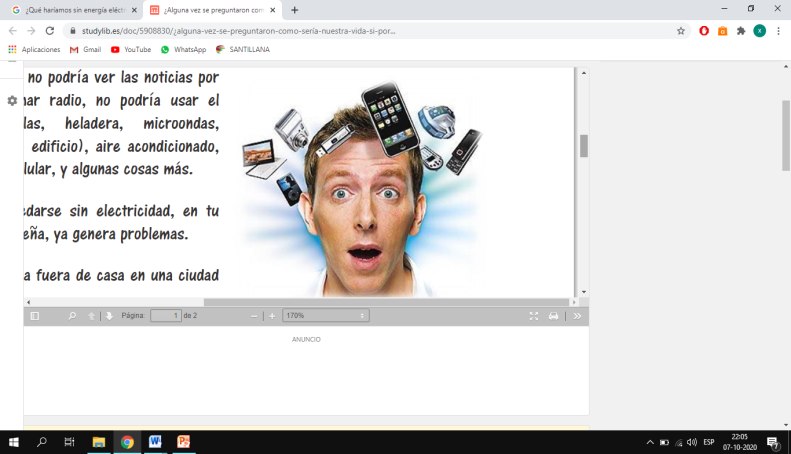 ¿Qué haríamos sin energía eléct
¿Alguna vez se preguntaron com
studylib.es/doc/5908830/¿alguna-vez-se-preguntaron-como-sería-nuestra-vida-si-por...
Aplicaciones Gmail YouTube WhatsApp SANTILLANA
no podría ver las noticias por
nar radio, no podría usar el
las, heladera, microondas,
edificio), aire acondicionado,
lular, y algunas cosas más.
edarse sin electricidad, en tu
eña, ya genera problemas.
a fuera de casa en una ciudad
Página: 1 de 2 170%
ANUNCIO
ESP
22:05
07-10-2020